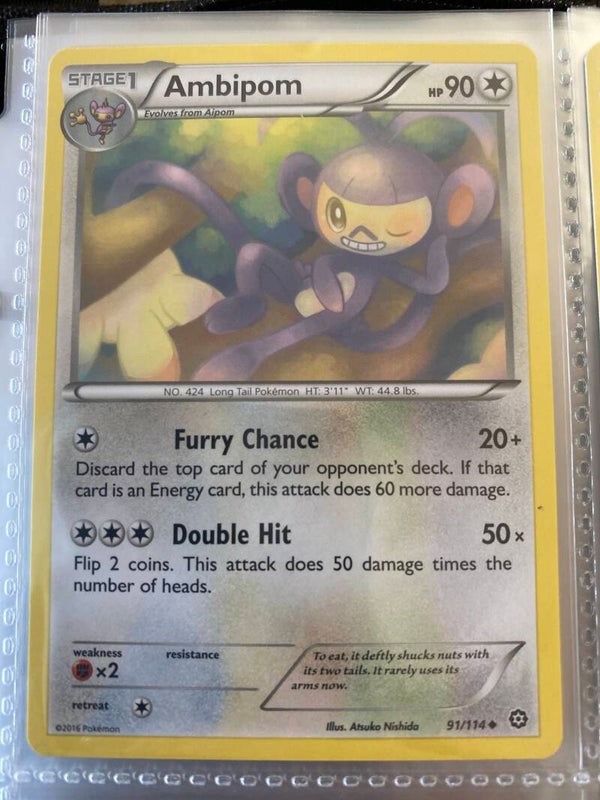 STAGE1 Ambipom HP 90
Evolves from Aipom
NO. 424 Long Tail Pokémon HT: 3'11" WT: 44.8 lbs.
Furry Chance 20+
Discard the top card of your opponent's deck. If that
card is an Energy card, this attack does 60 more damage.
Double Hit 50×
Flip 2 coins. This attack does 50 damage times the
number of heads.
weakness resistance
×2
To eat, it deftly shucks nuts with
its two tails. It rarely uses its
arms now.
retreat
©2016 Pokémon Illus. Atsuko Nishida 91/114